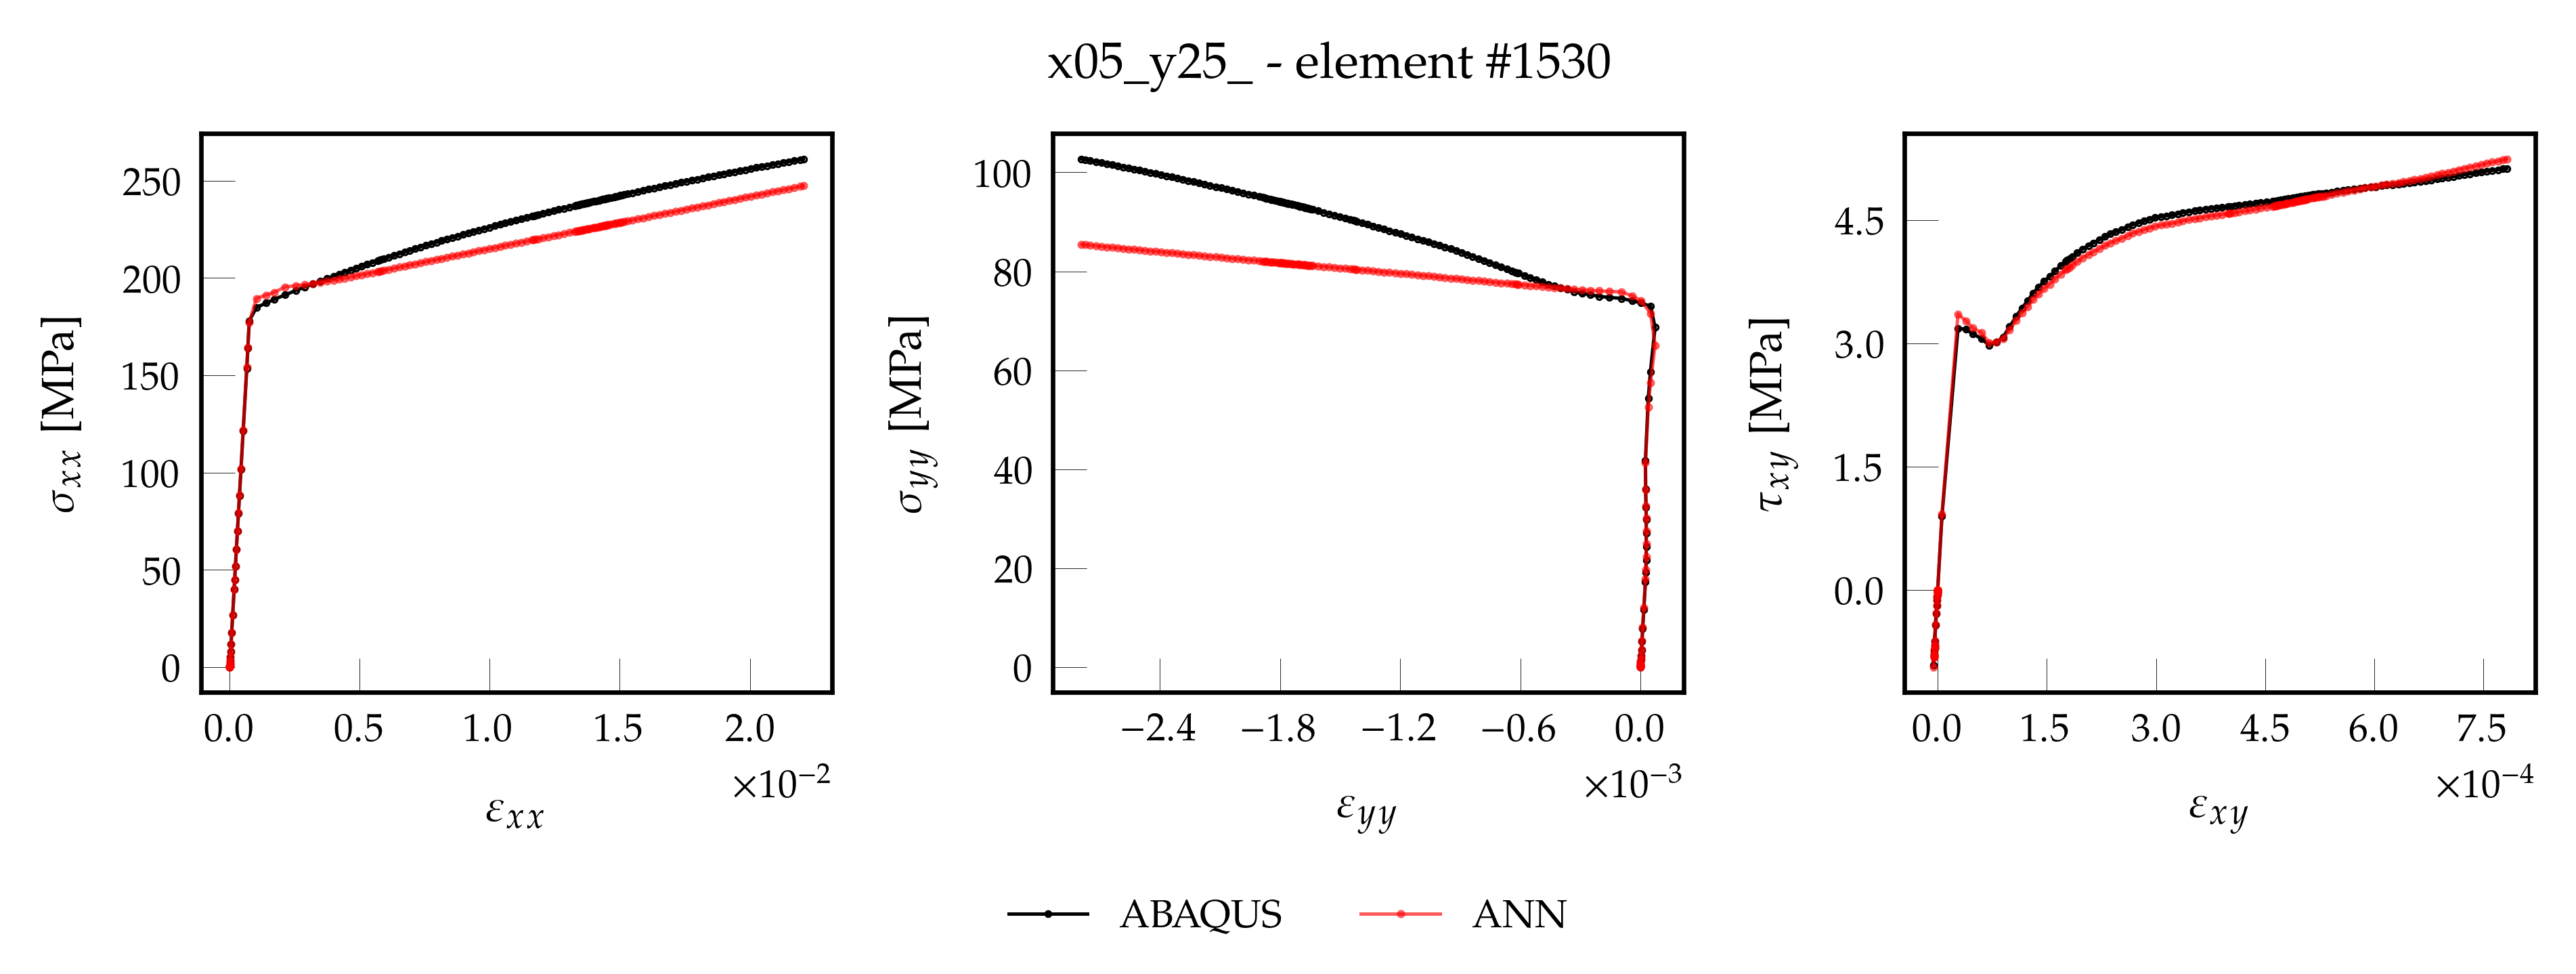 x05_y25_ - element #1530
σxx [MPa]
250
200
150
100
50
0
0.0 0.5 1.0 1.5 2.0
×10⁻²
εxx
σyy [MPa]
100
80
60
40
20
0
−2.4 −1.8 −1.2 −0.6 0.0
×10⁻³
εyy
τxy [MPa]
4.5
3.0
1.5
0.0
0.0 1.5 3.0 4.5 6.0 7.5
×10⁻⁴
εxy
ABAQUS ANN